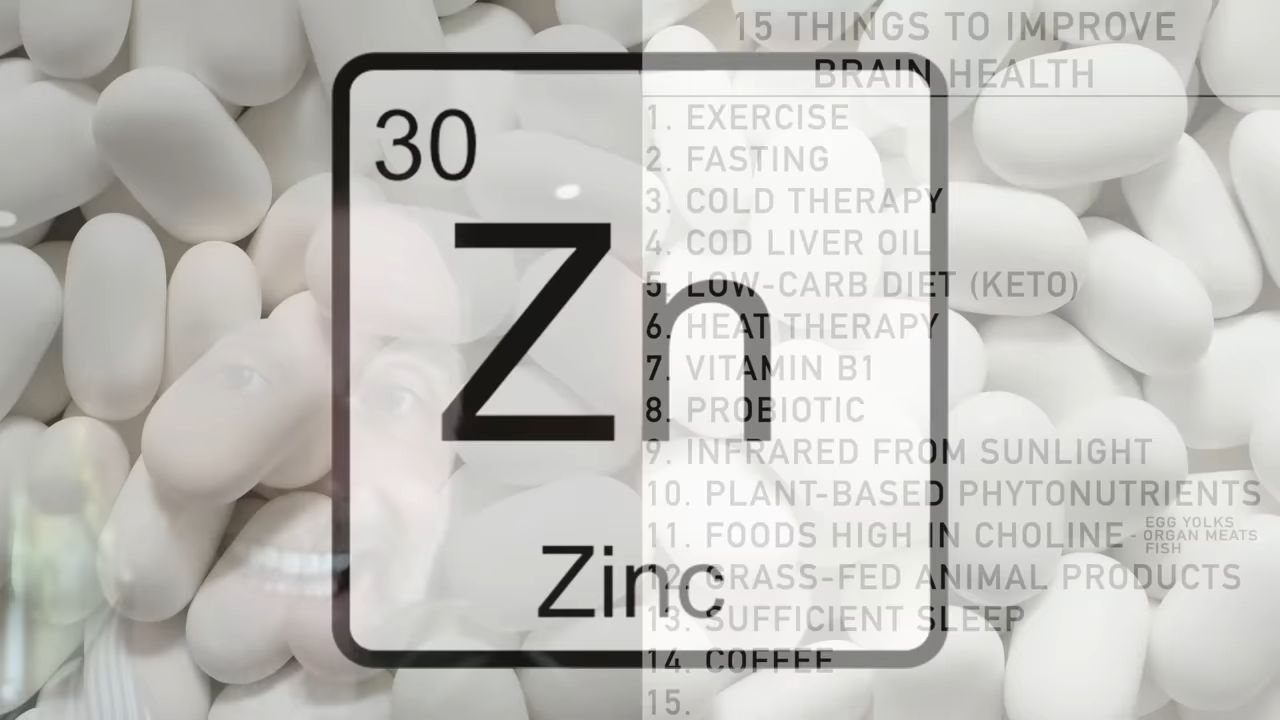 30
Zn
Zinc
15 THINGS TO IMPROVE
BRAIN HEALTH
1. EXERCISE
2. FASTING
3. COLD THERAPY
4. COD LIVER OIL
5. LOW-CARB DIET (KETO)
6. HEAT THERAPY
7. VITAMIN B1
8. PROBIOTIC
9. INFRARED FROM SUNLIGHT
10. PLANT-BASED PHYTONUTRIENTS
11. FOODS HIGH IN CHOLINE - EGG YOLKS
ORGAN MEATS
FISH
12. GRASS-FED ANIMAL PRODUCTS
13. SUFFICIENT SLEEP
14. COFFEE
15.